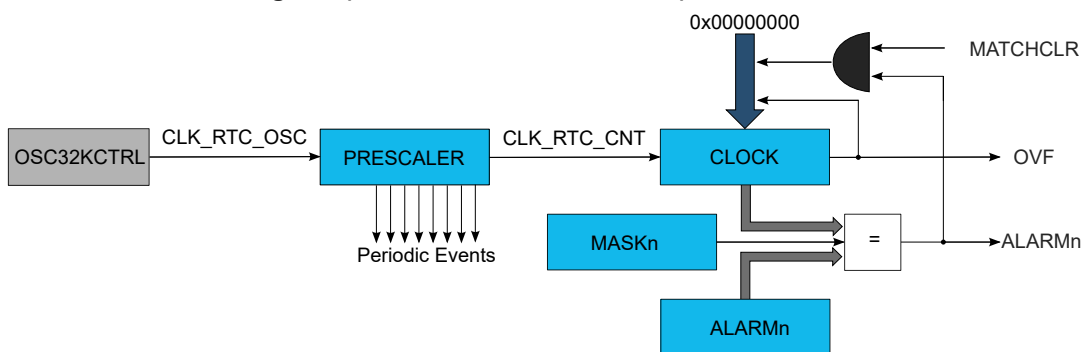 0x00000000
MATCHCLR
OSC32KCTRL
CLK_RTC_OSC
PRESCALER
CLK_RTC_CNT
CLOCK
OVF
Periodic Events
MASKn
=
ALARMn
ALARMn